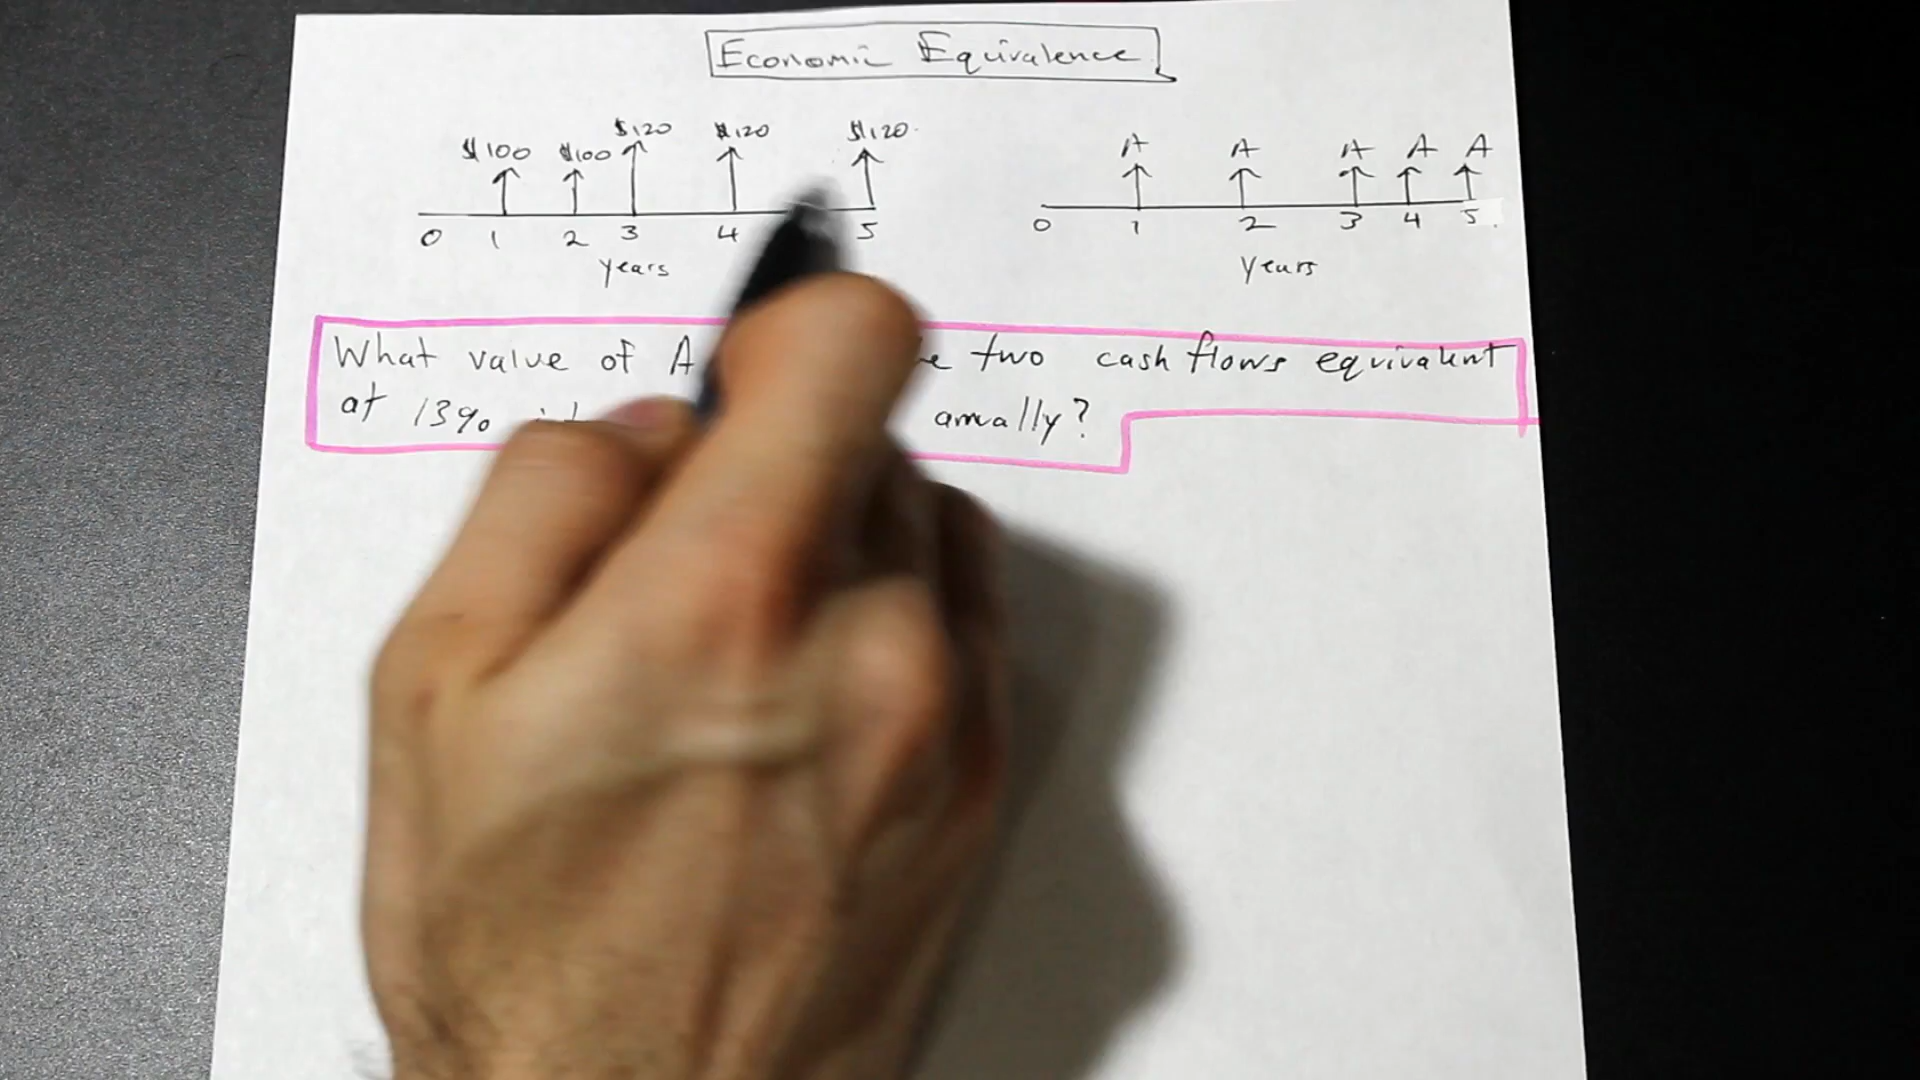 Economic Equivalence
$100 $100 $120 $120 $120
0 1 2 3 4 5
years
A A A A A
0 1 2 3 4 5
years
What value of A two cash flows equivalent
at 13% annually?